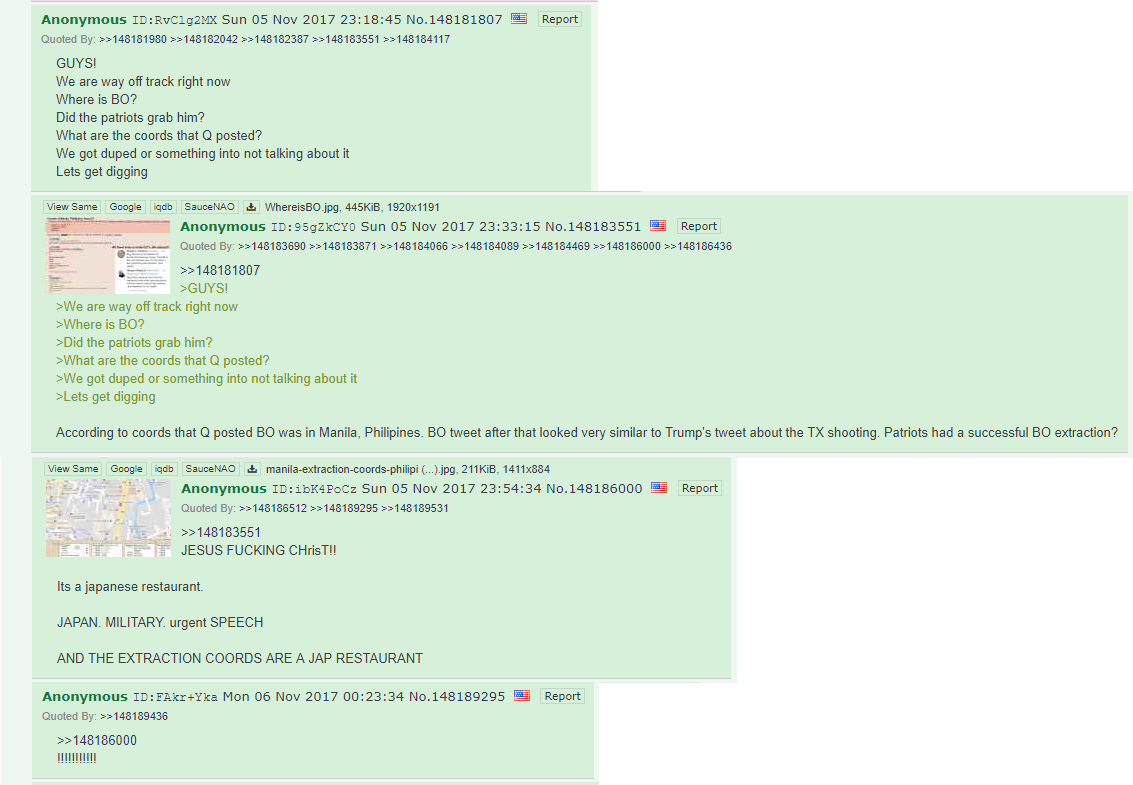 Anonymous ID:RvClg2MX Sun 05 Nov 2017 23:18:45 No.148181807 Report
Quoted By: >>148181980 >>148182042 >>148182387 >>148183551 >>148184117
GUYS!
We are way off track right now
Where is BO?
Did the patriots grab him?
What are the coords that Q posted?
We got duped or something into not talking about it
Lets get digging
View Same Google iqdb SauceNAO WhereisBO.jpg, 445KiB, 1920x1191
Anonymous ID:95gZkCY0 Sun 05 Nov 2017 23:33:15 No.148183551 Report
Quoted By: >>148183690 >>148183871 >>148184066 >>148184089 >>148184469 >>148186000 >>148186436
>>148181807
>GUYS!
>We are way off track right now
>Where is BO?
>Did the patriots grab him?
>What are the coords that Q posted?
>We got duped or something into not talking about it
>Lets get digging
According to coords that Q posted BO was in Manila, Philipines. BO tweet after that looked very similar to Trump's tweet about the TX shooting. Patriots had a successful BO extraction?
View Same Google iqdb SauceNAO manila-extraction-coords-philipi (...).jpg, 211KiB, 1411x884
Anonymous ID:ibK4PoCz Sun 05 Nov 2017 23:54:34 No.148186000 Report
Quoted By: >>148186512 >>148189295 >>148189531
>>148183551
JESUS FUCKING CHrisT!!
Its a japanese restaurant.
JAPAN. MILITARY. urgent SPEECH
AND THE EXTRACTION COORDS ARE A JAP RESTAURANT
Anonymous ID:FAkr+Yka Mon 06 Nov 2017 00:23:34 No.148189295 Report
Quoted By: >>148189436
>>148186000
!!!!!!!!!!!